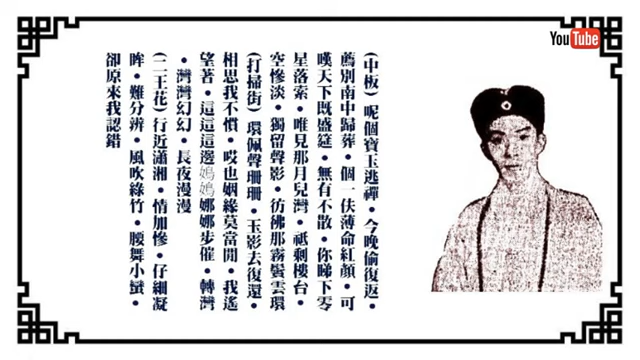 YouTube
(中板)呢個寶玉逃禪•今晚偷復返•
薦別南中歸葬•個一伕薄命紅顏•可
嘆天下既盛筵•無有不散•你睇下零
星落索•唯見那月兒灣•祗剩樓台•
空慘淡•獨留聲影•彷彿那霧鬢雲環
(打掃街)環佩聲珊珊•玉影去復還•
相思我不慣•哎也姻緣莫當閒•我遙
望著•這這這邊嫋嫋娜娜步催•轉灣
•灣灣幻幻•長夜漫漫
(二王花)行近瀟湘•情加慘•仔細凝
眸•難分辨•風吹綠竹•腰舞小蠻•
卻原來我認錯